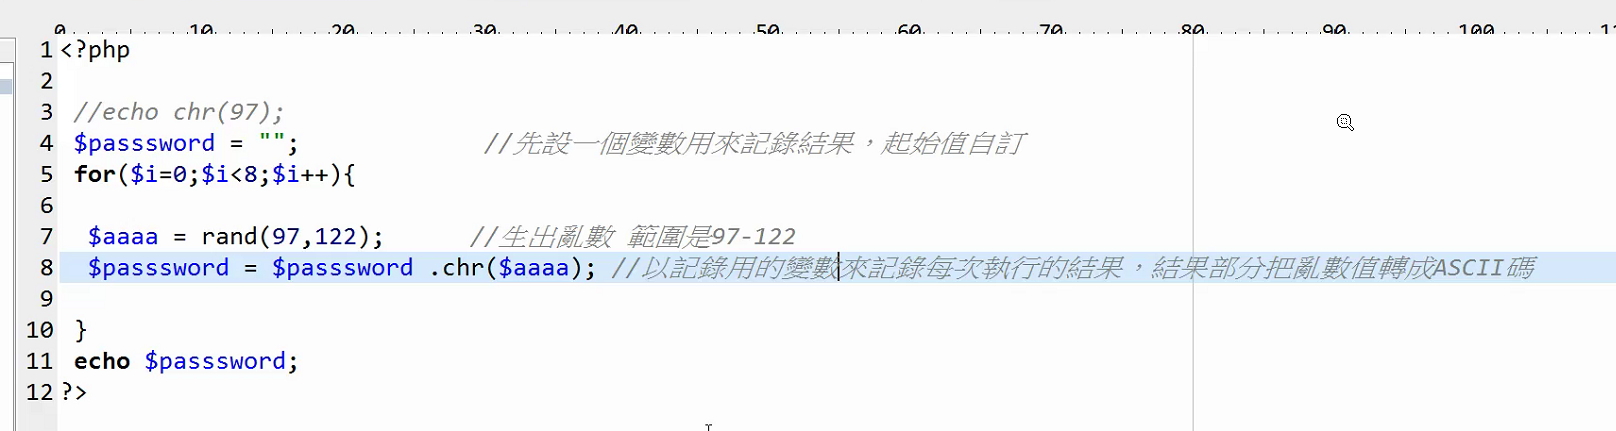 0 10 20 30 40 50 60 70 80 90 100 11
1 <?php
2
3 //echo chr(97);
4 $passsword = ""; //先設一個變數用來記錄結果，起始值自訂
5 for($i=0;$i<8;$i++){
6
7 $aaaa = rand(97,122); //生出亂數 範圍是97-122
8 $passsword = $passsword .chr($aaaa); //以記錄用的變數來記錄每次執行的結果，結果部分把亂數值轉成ASCII碼
9
10 }
11 echo $passsword;
12 ?>